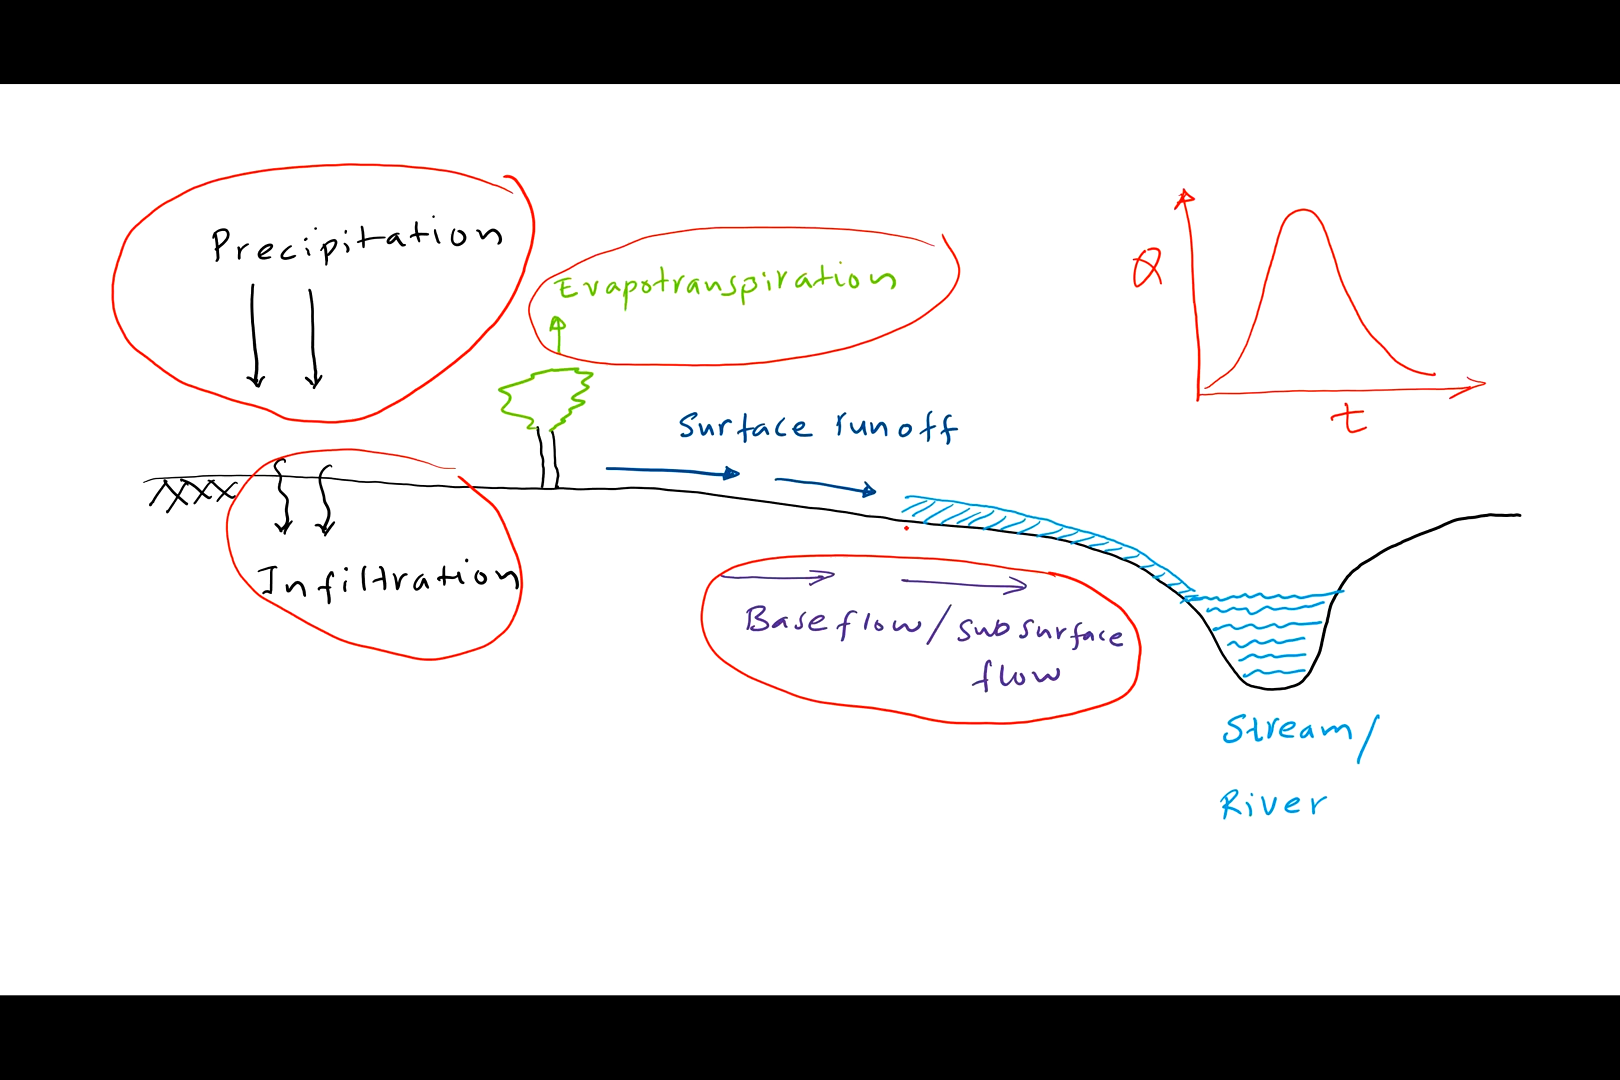 Precipitation
Evapotranspiration
Q
t
Surface runoff
Infiltration
Baseflow/subsurface
flow
Stream/
River